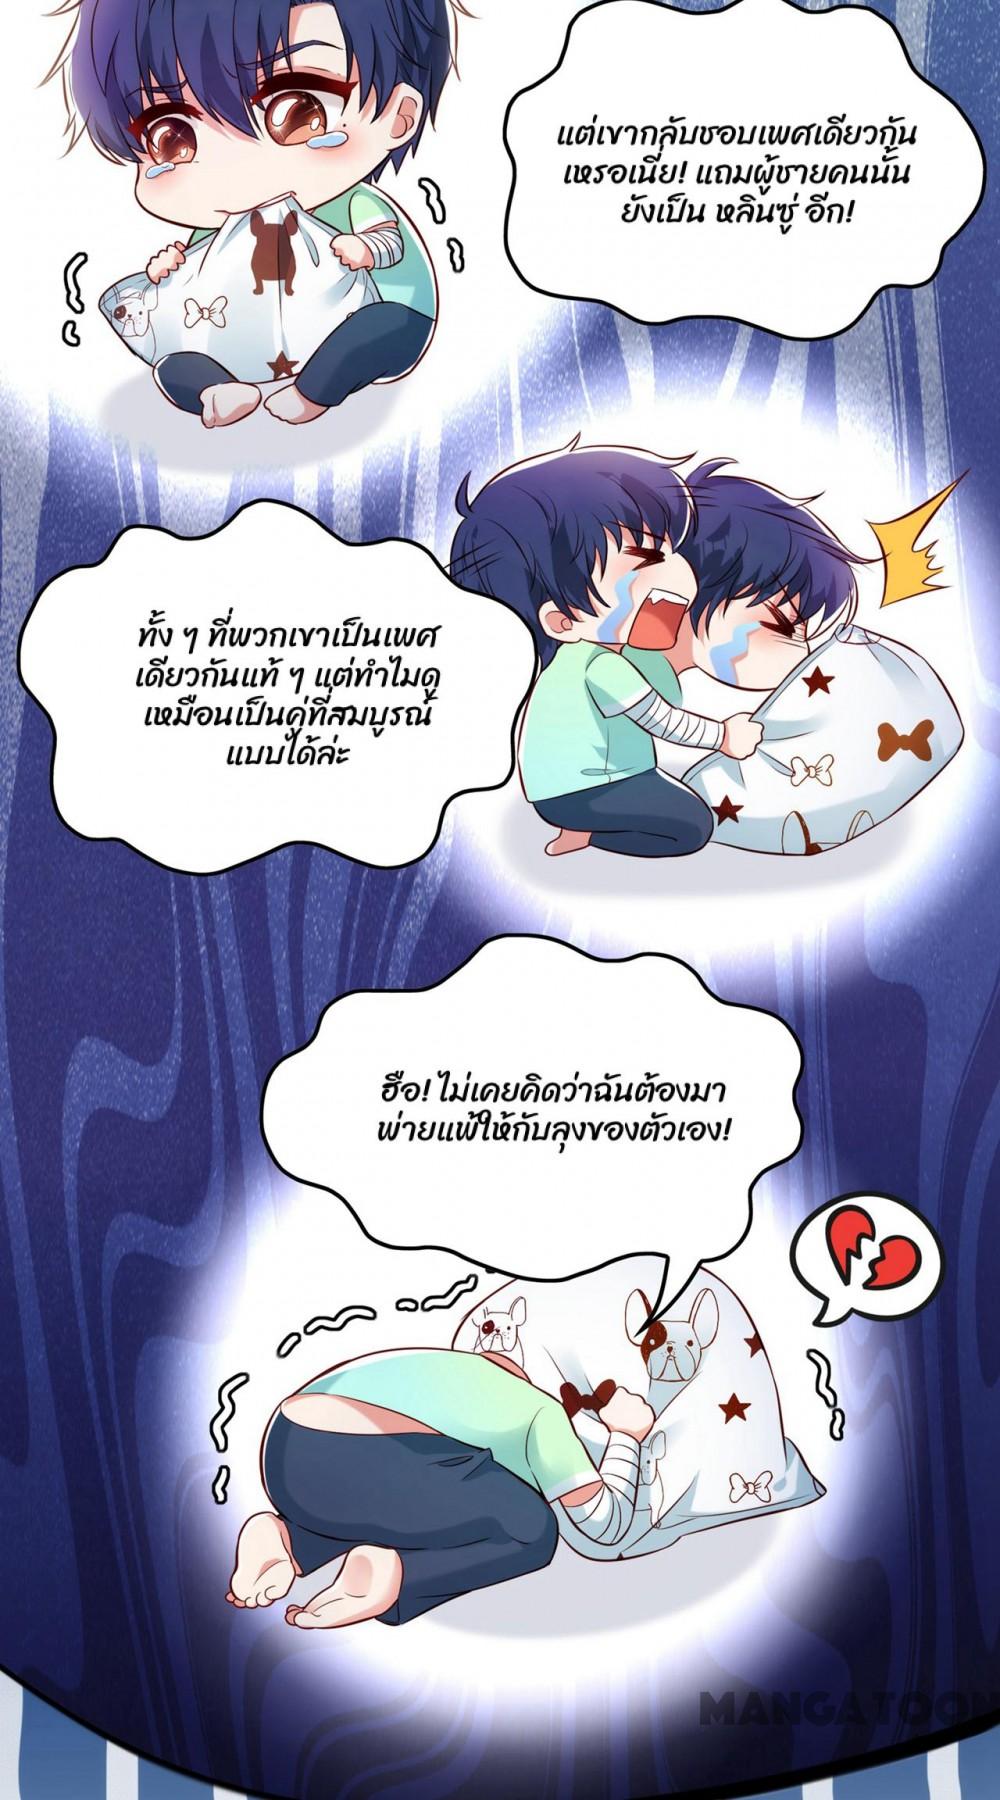 แต่เขากลับชอบเพศเดียวกัน
เหรอเนี่ย! แถมผู้ชายคนนั้น
ยังเป็น หลินซู่ อีก!
ทั้ง ๆ ที่พวกเขาเป็นเพศ
เดียวกันแท้ ๆ แต่ทำไมดู
เหมือนเป็นคู่ที่สมบูรณ์
แบบได้ล่ะ
ฮือ! ไม่เคยคิดว่าฉันต้องมา
พ่ายแพ้ให้กับลุงของตัวเอง!
MANGATOON